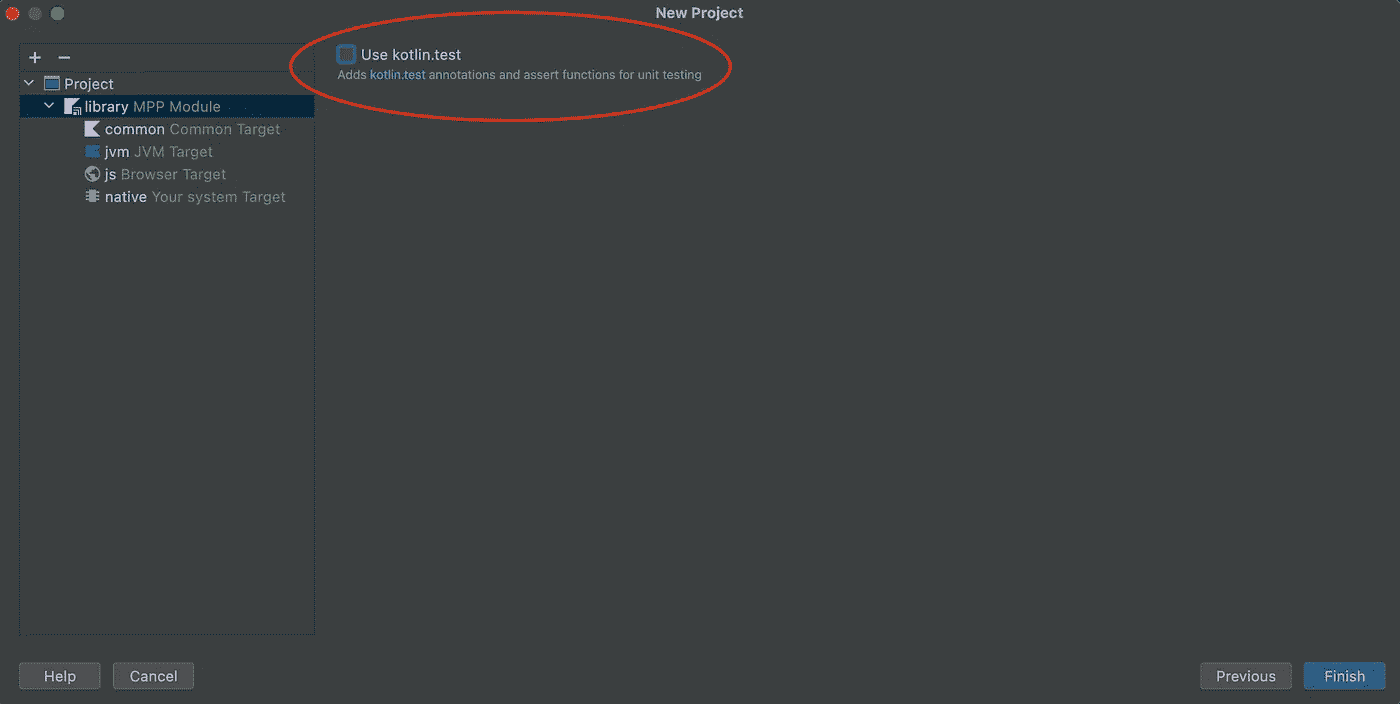 New Project
Use kotlin.test
Adds kotlin.test annotations and assert functions for unit testing
Project
library MPP Module
common Common Target
jvm JVM Target
js Browser Target
native Your system Target
Help
Cancel
Previous
Finish